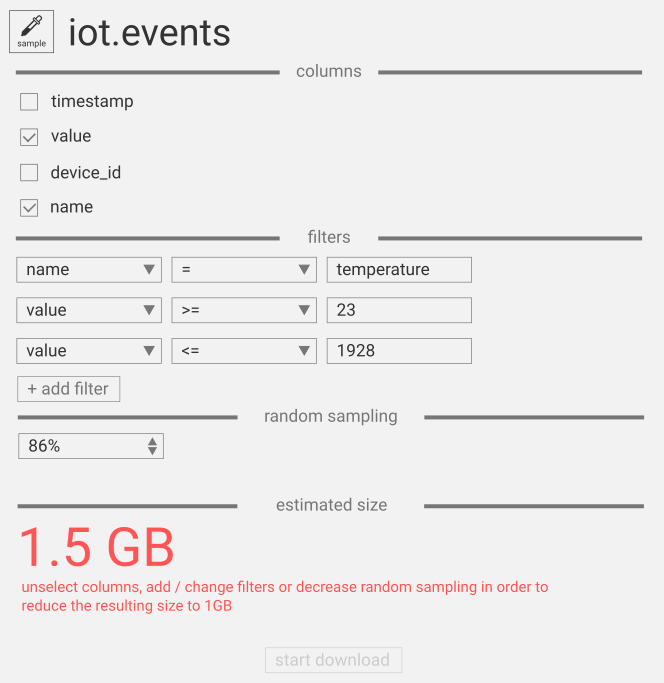 sample
iot.events
columns
timestamp
value
device_id
name
filters
name = temperature
value >= 23
value <= 1928
+ add filter
random sampling
86%
estimated size
1.5 GB
unselect columns, add / change filters or decrease random sampling in order to
reduce the resulting size to 1GB
start download